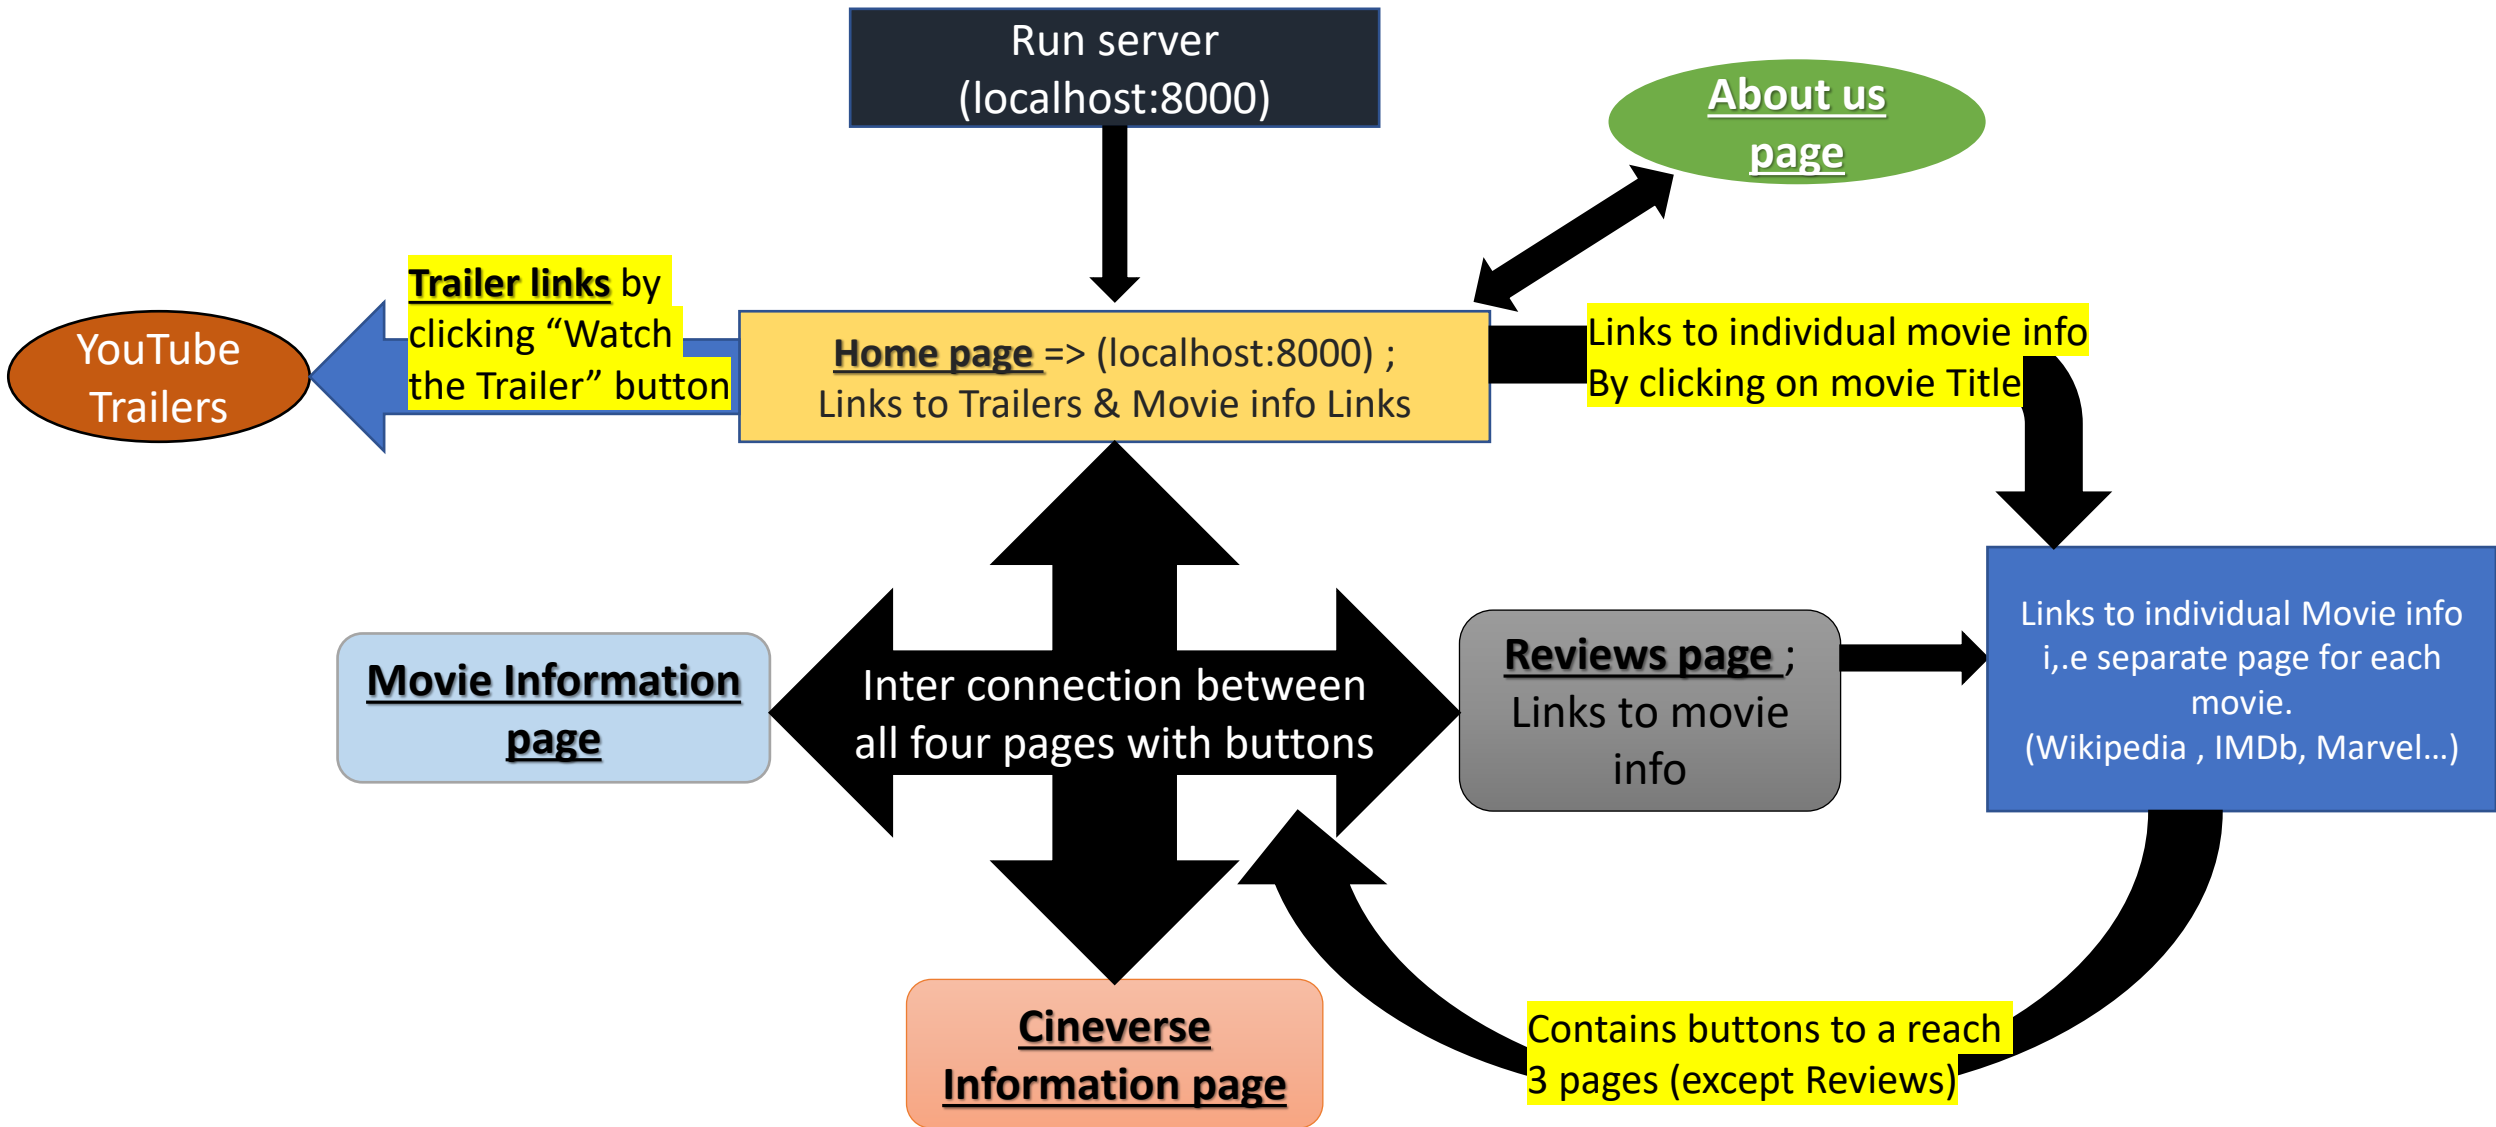 Run server
(localhost:8000)
About us
page
Trailer links by
clicking “Watch
the Trailer” button
YouTube
Trailers
Home page => (localhost:8000) ;
Links to Trailers & Movie info Links
Links to individual movie info
By clicking on movie Title
Movie Information
page
Inter connection between
all four pages with buttons
Reviews page ;
Links to movie
info
Links to individual Movie info
i,.e separate page for each
movie.
(Wikipedia , IMDb, Marvel...)
Cineverse
Information page
Contains buttons to a reach
3 pages (except Reviews)